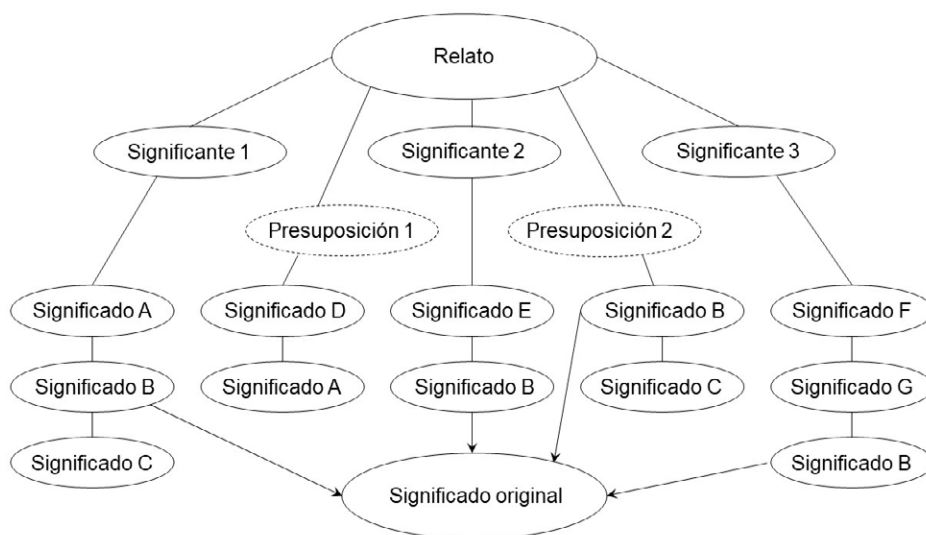 Relato
Significante 1
Significante 2
Significante 3
Presuposición 1
Presuposición 2
Significado A
Significado D
Significado E
Significado B
Significado F
Significado B
Significado A
Significado B
Significado C
Significado G
Significado C
Significado B
Significado original